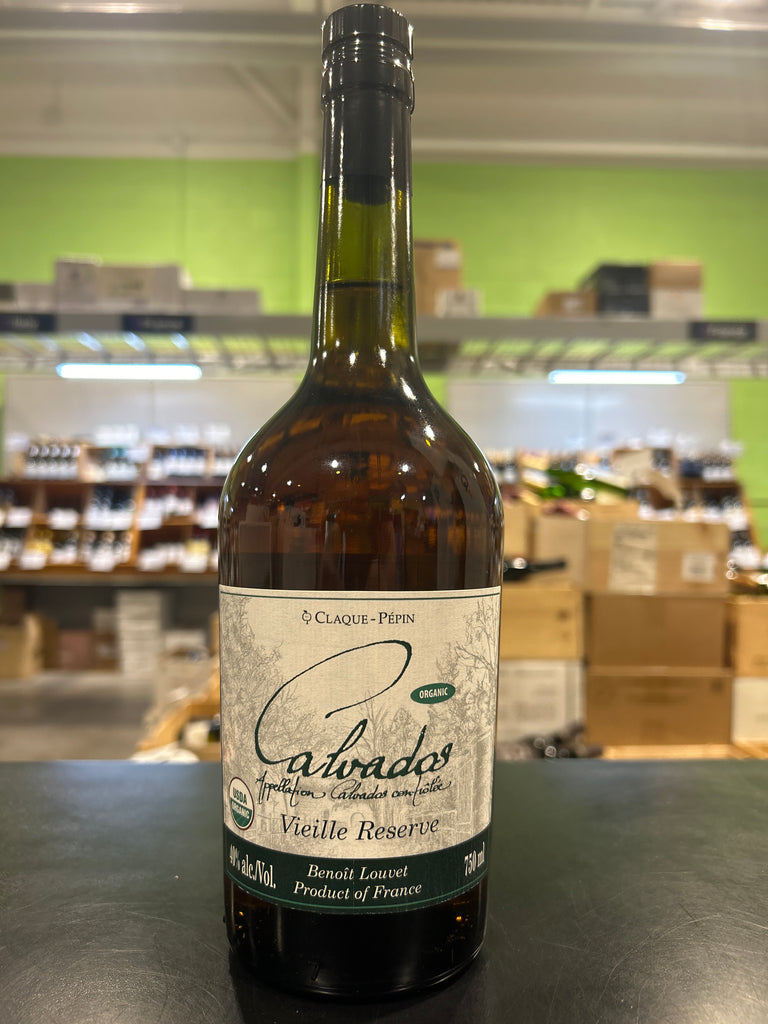 CLAQUE-PÉPIN
ORGANIC
Calvados
Appellation Calvados contrôlée
USDA
ORGANIC
Vieille Reserve
40% alc./Vol.
Benoît Louvet
750 ml
Product of France